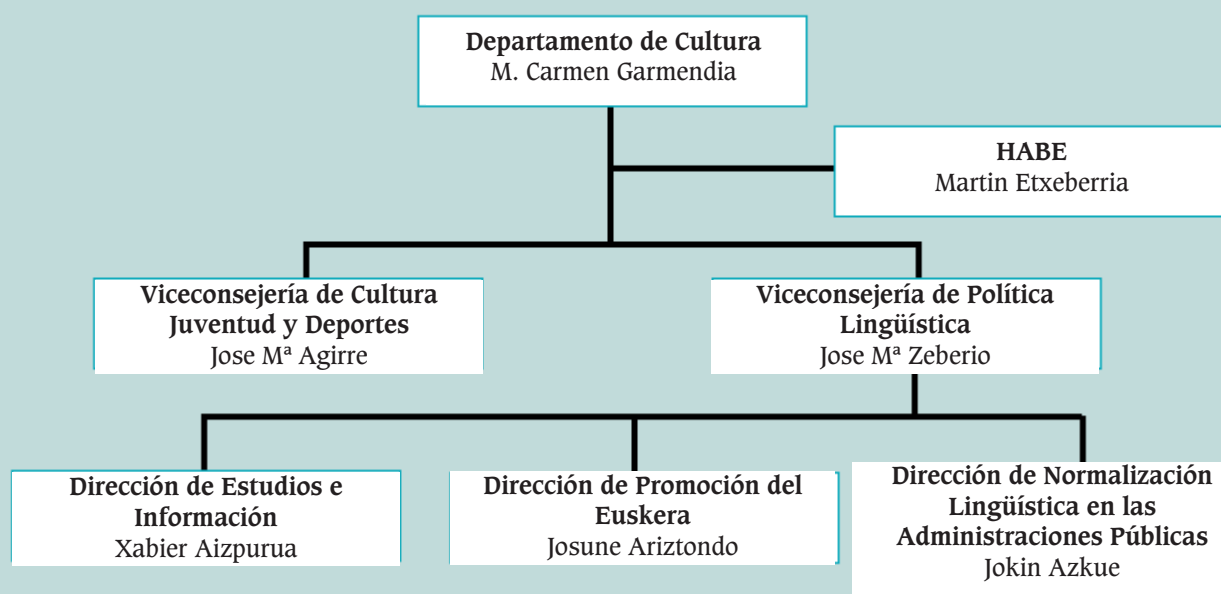 Departamento de Cultura
M. Carmen Garmendia
HABE
Martin Etxeberria
Viceconsejería de Cultura
Juventud y Deportes
Jose Mª Agirre
Viceconsejería de Política
Lingüística
Jose Mª Zeberio
Dirección de Estudios e
Información
Xabier Aizpurua
Dirección de Promoción del
Euskera
Josune Ariztondo
Dirección de Normalización
Lingüística en las
Administraciones Públicas
Jokin Azkue